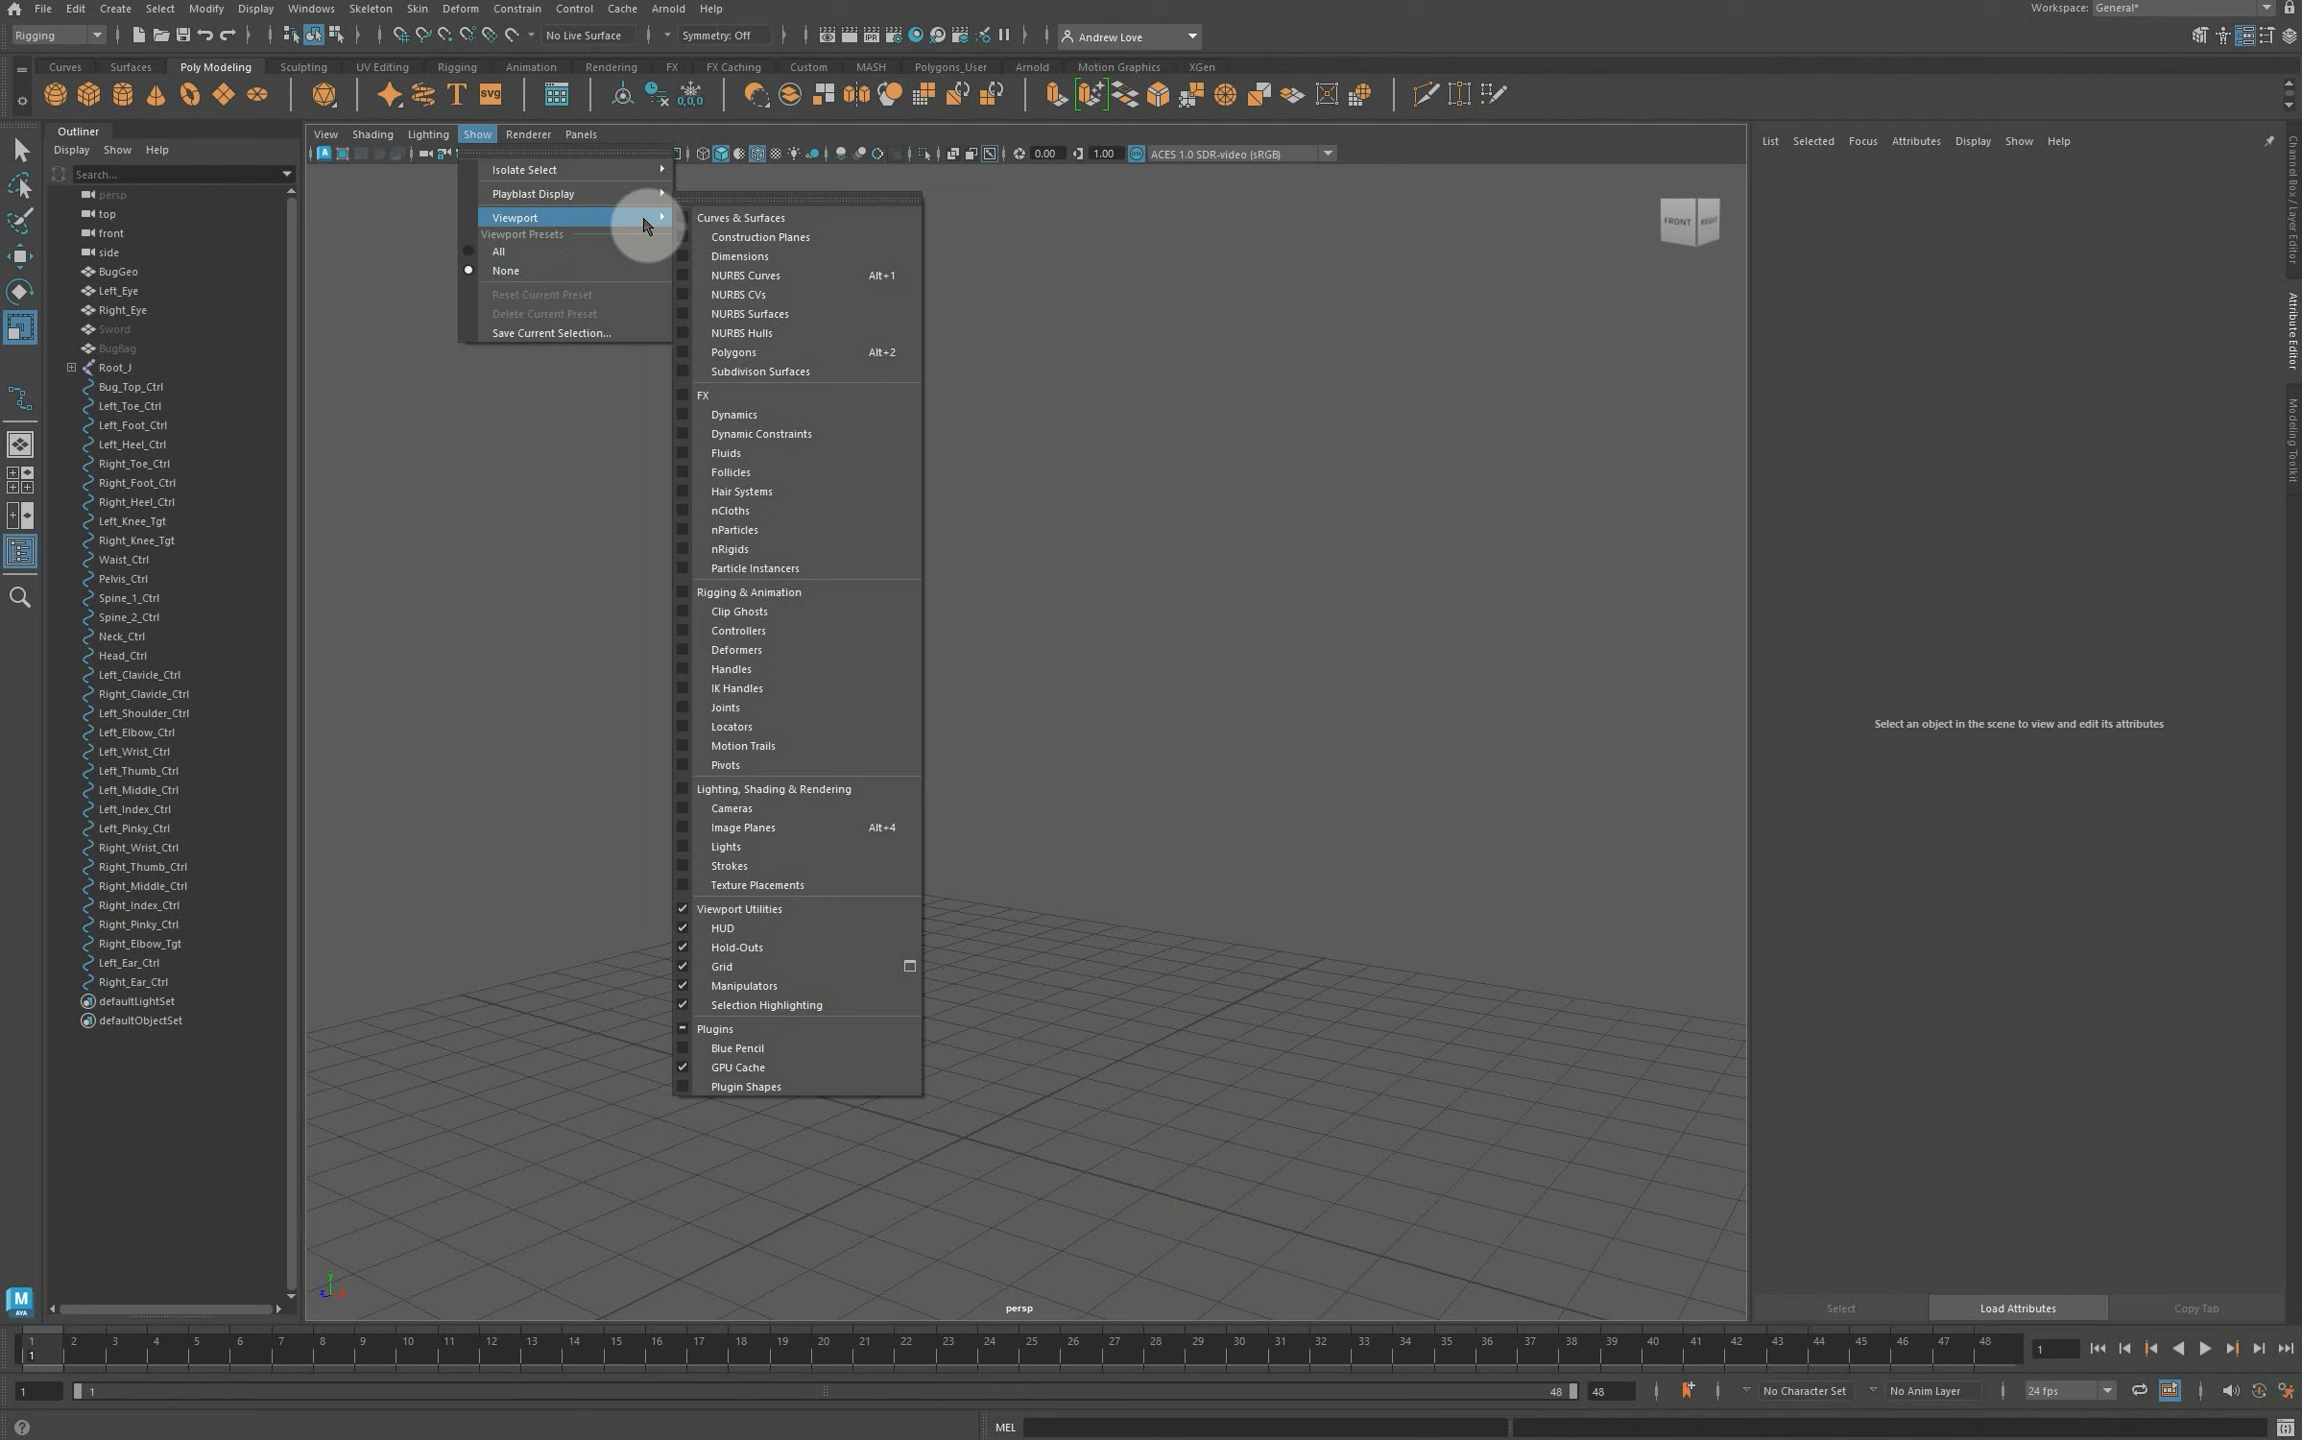 File Edit Create Select Modify Display Windows Skeleton Skin Deform Constrain Control Cache Arnold Help
Workspace: General*
Rigging
No Live Surface
Symmetry: Off
IPR
Andrew Love
Curves Surfaces Poly Modeling Sculpting UV Editing Rigging Animation Rendering FX FX Caching Custom MASH Polygons_User Arnold Motion Graphics XGen
SVG
Outliner
Display Show Help
Search...
persp
top
front
side
BugGeo
Left_Eye
Right_Eye
Sword
BugBag
Root_J
Bug_Top_Ctrl
Left_Toe_Ctrl
Left_Foot_Ctrl
Left_Heel_Ctrl
Right_Toe_Ctrl
Right_Foot_Ctrl
Right_Heel_Ctrl
Left_Knee_Tgt
Right_Knee_Tgt
Waist_Ctrl
Pelvis_Ctrl
Spine_1_Ctrl
Spine_2_Ctrl
Neck_Ctrl
Head_Ctrl
Left_Clavicle_Ctrl
Right_Clavicle_Ctrl
Left_Shoulder_Ctrl
Left_Elbow_Ctrl
Left_Wrist_Ctrl
Left_Thumb_Ctrl
Left_Middle_Ctrl
Left_Index_Ctrl
Left_Pinky_Ctrl
Right_Wrist_Ctrl
Right_Thumb_Ctrl
Right_Middle_Ctrl
Right_Index_Ctrl
Right_Pinky_Ctrl
Right_Elbow_Tgt
Left_Ear_Ctrl
Right_Ear_Ctrl
defaultLightSet
defaultObjectSet
View Shading Lighting Show Renderer Panels
0.00
1.00
ACES 1.0 SDR-video (sRGB)
Isolate Select
Playblast Display
Viewport
Viewport Presets
All
None
Reset Current Preset
Delete Current Preset
Save Current Selection...
Curves & Surfaces
Construction Planes
Dimensions
NURBS Curves Alt+1
NURBS CVs
NURBS Surfaces
NURBS Hulls
Polygons Alt+2
Subdivison Surfaces
FX
Dynamics
Dynamic Constraints
Fluids
Follicles
Hair Systems
nCloths
nParticles
nRigids
Particle Instancers
Rigging & Animation
Clip Ghosts
Controllers
Deformers
Handles
IK Handles
Joints
Locators
Motion Trails
Pivots
Lighting, Shading & Rendering
Cameras
Image Planes Alt+4
Lights
Strokes
Texture Placements
Viewport Utilities
HUD
Hold-Outs
Grid
Manipulators
Selection Highlighting
Plugins
Blue Pencil
GPU Cache
Plugin Shapes
FRONT RIGHT
persp
List Selected Focus Attributes Display Show Help
Select an object in the scene to view and edit its attributes
Select Load Attributes Copy Tab
Channel Box / Layer Editor
Attribute Editor
Modeling Toolkit
M
AYA
1 2 3 4 5 6 7 8 9 10 11 12 13 14 15 16 17 18 19 20 21 22 23 24 25 26 27 28 29 30 31 32 33 34 35 36 37 38 39 40 41 42 43 44 45 46 47 48
1
1
1
1
48
48
No Character Set
No Anim Layer
24 fps
MEL